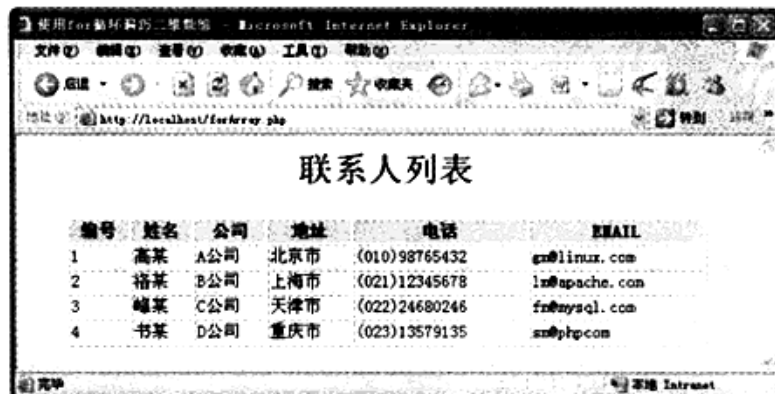 使用for循环遍历二维数组 - Microsoft Internet Explorer
文件(F) 编辑(E) 查看(V) 收藏(A) 工具(T) 帮助(H)
后退 搜索 收藏夹
http://localhost/forArray.php 转到
联系人列表
编号 姓名 公司 地址 电话 EMAIL
1 高某 A公司 北京市 (010)98765432 gm@linux.com
2 洛某 B公司 上海市 (021)12345678 lm@apache.com
3 峰某 C公司 天津市 (022)24680246 fm@mysql.com
4 书某 D公司 重庆市 (023)13579135 sm@phpcom
完毕 本地 Intranet